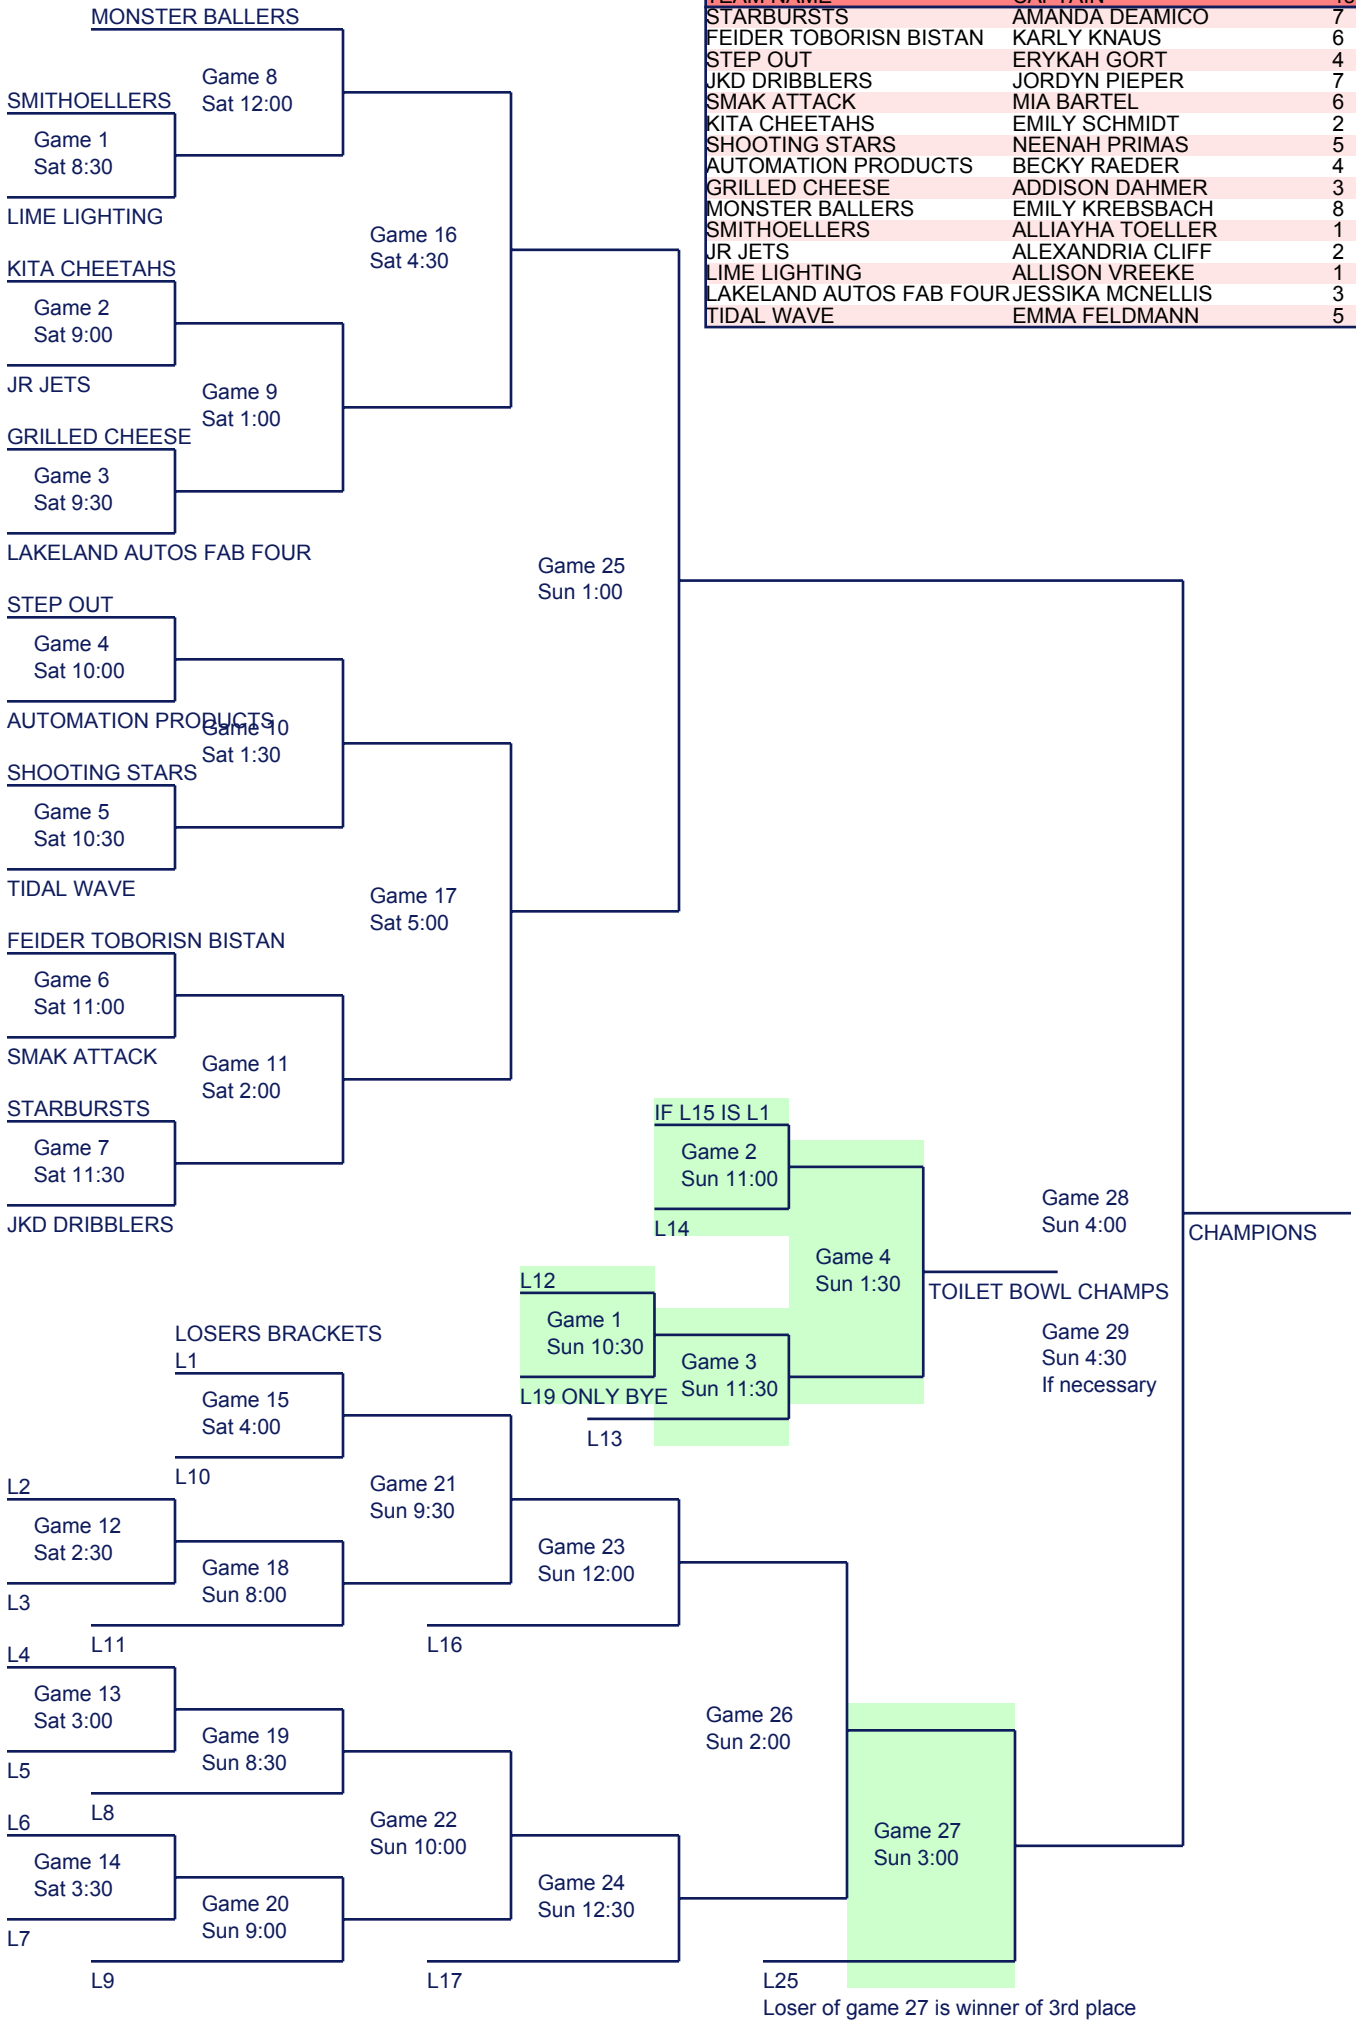 TEAM NAME CAPTAIN
STARBURSTS AMANDA DEAMICO 7
FEIDER TOBORISN BISTAN KARLY KNAUS 6
STEP OUT ERYKAH GORT 4
JKD DRIBBLERS JORDYN PIEPER 7
SMAK ATTACK MIA BARTEL 6
KITA CHEETAHS EMILY SCHMIDT 2
SHOOTING STARS NEENAH PRIMAS 5
AUTOMATION PRODUCTS BECKY RAEDER 4
GRILLED CHEESE ADDISON DAHMER 3
MONSTER BALLERS EMILY KREBSBACH 8
SMITHOELLERS ALLIAYHA TOELLER 1
JR JETS ALEXANDRIA CLIFF 2
LIME LIGHTING ALLISON VREEKE 1
LAKELAND AUTOS FAB FOUR JESSIKA MCNELLIS 3
TIDAL WAVE EMMA FELDMANN 5
MONSTER BALLERS
Game 8
Sat 12:00
SMITHOELLERS
Game 1
Sat 8:30
LIME LIGHTING
Game 16
Sat 4:30
KITA CHEETAHS
Game 2
Sat 9:00
JR JETS
Game 9
Sat 1:00
GRILLED CHEESE
Game 3
Sat 9:30
LAKELAND AUTOS FAB FOUR
Game 25
Sun 1:00
STEP OUT
Game 4
Sat 10:00
AUTOMATION PRODUCTS
Game 10
Sat 1:30
SHOOTING STARS
Game 5
Sat 10:30
TIDAL WAVE
Game 17
Sat 5:00
FEIDER TOBORISN BISTAN
Game 6
Sat 11:00
SMAK ATTACK
Game 11
Sat 2:00
STARBURSTS
Game 7
Sat 11:30
JKD DRIBBLERS
IF L15 IS L1
Game 2
Sun 11:00
L14
Game 28
Sun 4:00
CHAMPIONS
Game 4
Sun 1:30
TOILET BOWL CHAMPS
L12
Game 1
Sun 10:30
L19 ONLY BYE
Game 3
Sun 11:30
L13
Game 29
Sun 4:30
If necessary
LOSERS BRACKETS
L1
Game 15
Sat 4:00
L10
Game 21
Sun 9:30
L2
Game 12
Sat 2:30
L3
Game 18
Sun 8:00
L11
Game 23
Sun 12:00
L16
L4
Game 13
Sat 3:00
L5
Game 19
Sun 8:30
L8
Game 26
Sun 2:00
L6
Game 14
Sat 3:30
L7
Game 22
Sun 10:00
Game 20
Sun 9:00
L9
Game 24
Sun 12:30
L17
Game 27
Sun 3:00
L25
Loser of game 27 is winner of 3rd place